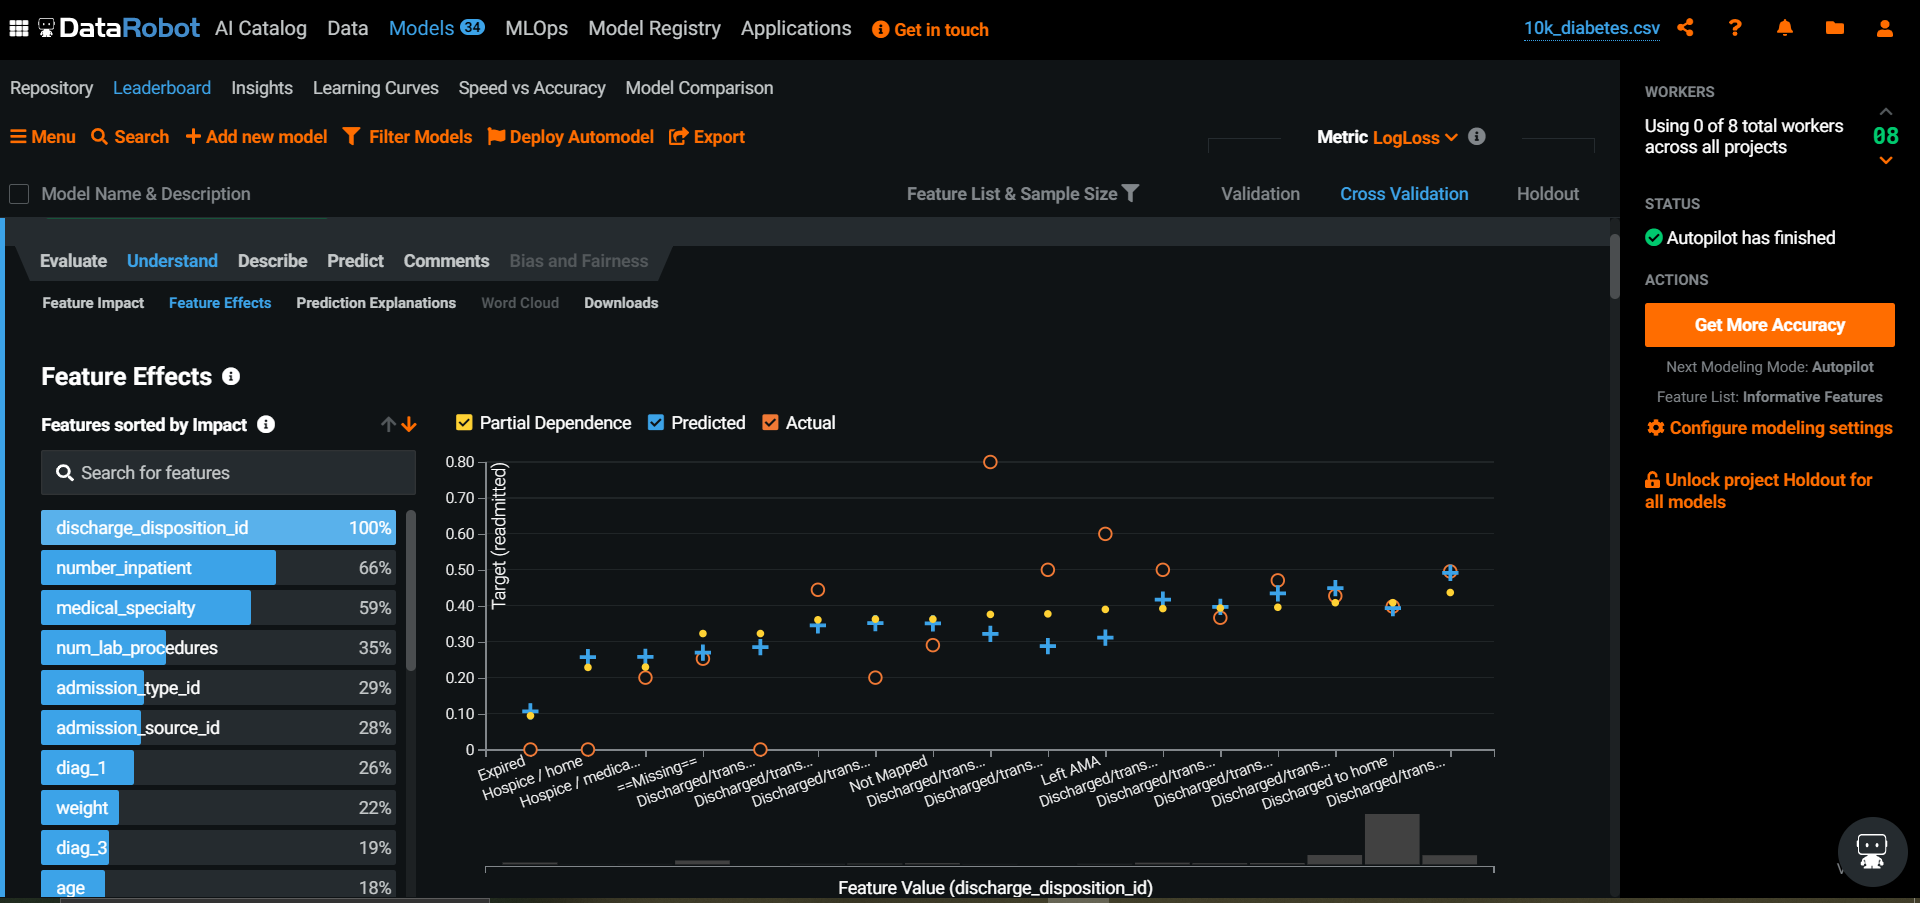 DataRobot AI Catalog Data Models 34 MLOps Model Registry Applications Get in touch 10k_diabetes.csv
Repository Leaderboard Insights Learning Curves Speed vs Accuracy Model Comparison
Menu Search Add new model Filter Models Deploy Automodel Export Metric LogLoss
Model Name & Description Feature List & Sample Size Validation Cross Validation Holdout
Evaluate Understand Describe Predict Comments Bias and Fairness
Feature Impact Feature Effects Prediction Explanations Word Cloud Downloads
Feature Effects
Features sorted by Impact
Search for features
discharge_disposition_id 100%
number_inpatient 66%
medical_specialty 59%
num_lab_procedures 35%
admission_type_id 29%
admission_source_id 28%
diag_1 26%
weight 22%
diag_3 19%
age 18%
Partial Dependence Predicted Actual
0.80
0.70
0.60
0.50
0.40
0.30
0.20
0.10
0
Target (readmitted)
Expired
Hospice / home
Hospice / medica...
==Missing==
Discharged/trans...
Discharged/trans...
Discharged/trans...
Not Mapped
Discharged/trans...
Discharged/trans...
Left AMA
Discharged/trans...
Discharged/trans...
Discharged/trans...
Discharged/trans...
Discharged to home
Discharged/trans...
Feature Value (discharge_disposition_id)
WORKERS
Using 0 of 8 total workers
across all projects
08
STATUS
Autopilot has finished
ACTIONS
Get More Accuracy
Next Modeling Mode: Autopilot
Feature List: Informative Features
Configure modeling settings
Unlock project Holdout for
all models